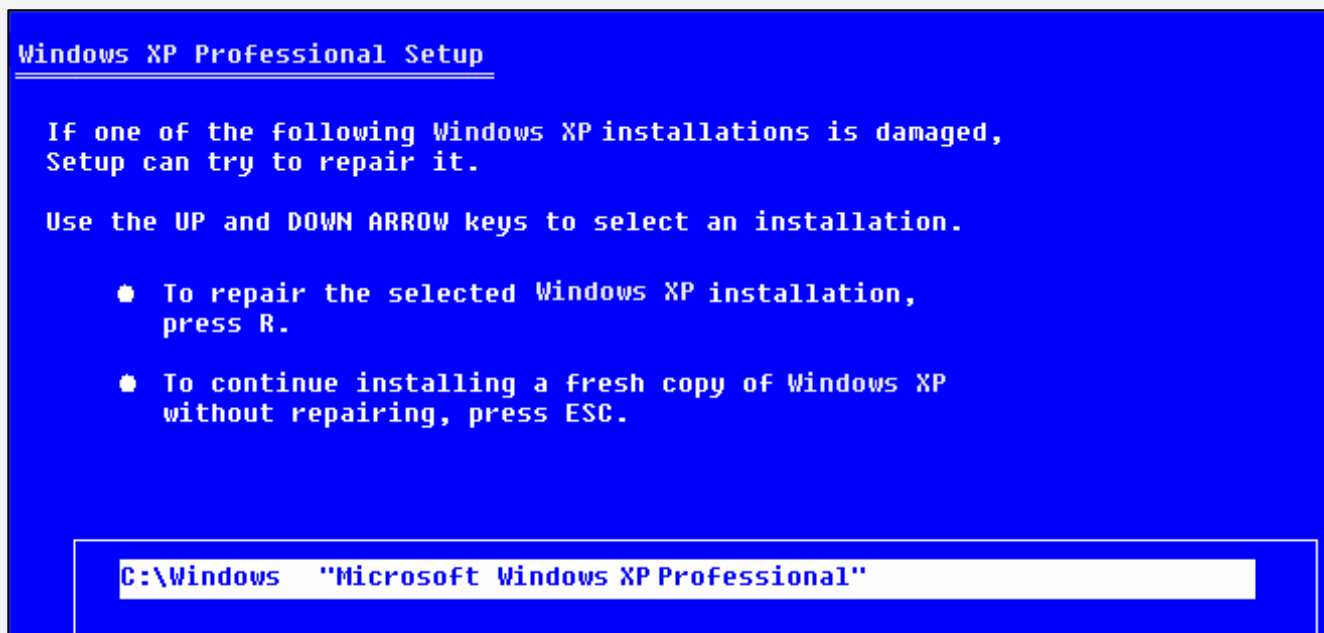 Windows XP Professional Setup
If one of the following Windows XP installations is damaged,
Setup can try to repair it.
Use the UP and DOWN ARROW keys to select an installation.
To repair the selected Windows XP installation,
press R.
To continue installing a fresh copy of Windows XP
without repairing, press ESC.
C:\Windows "Microsoft Windows XP Professional"